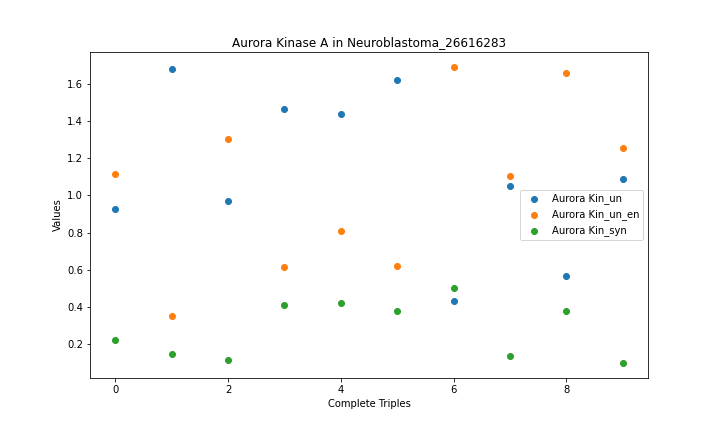 Aurora Kinase A in Neuroblastoma_26616283
Values
1.6
1.4
1.2
1.0
0.8
0.6
0.4
0.2
Aurora Kin_un
Aurora Kin_un_en
Aurora Kin_syn
0 2 4 6 8
Complete Triples